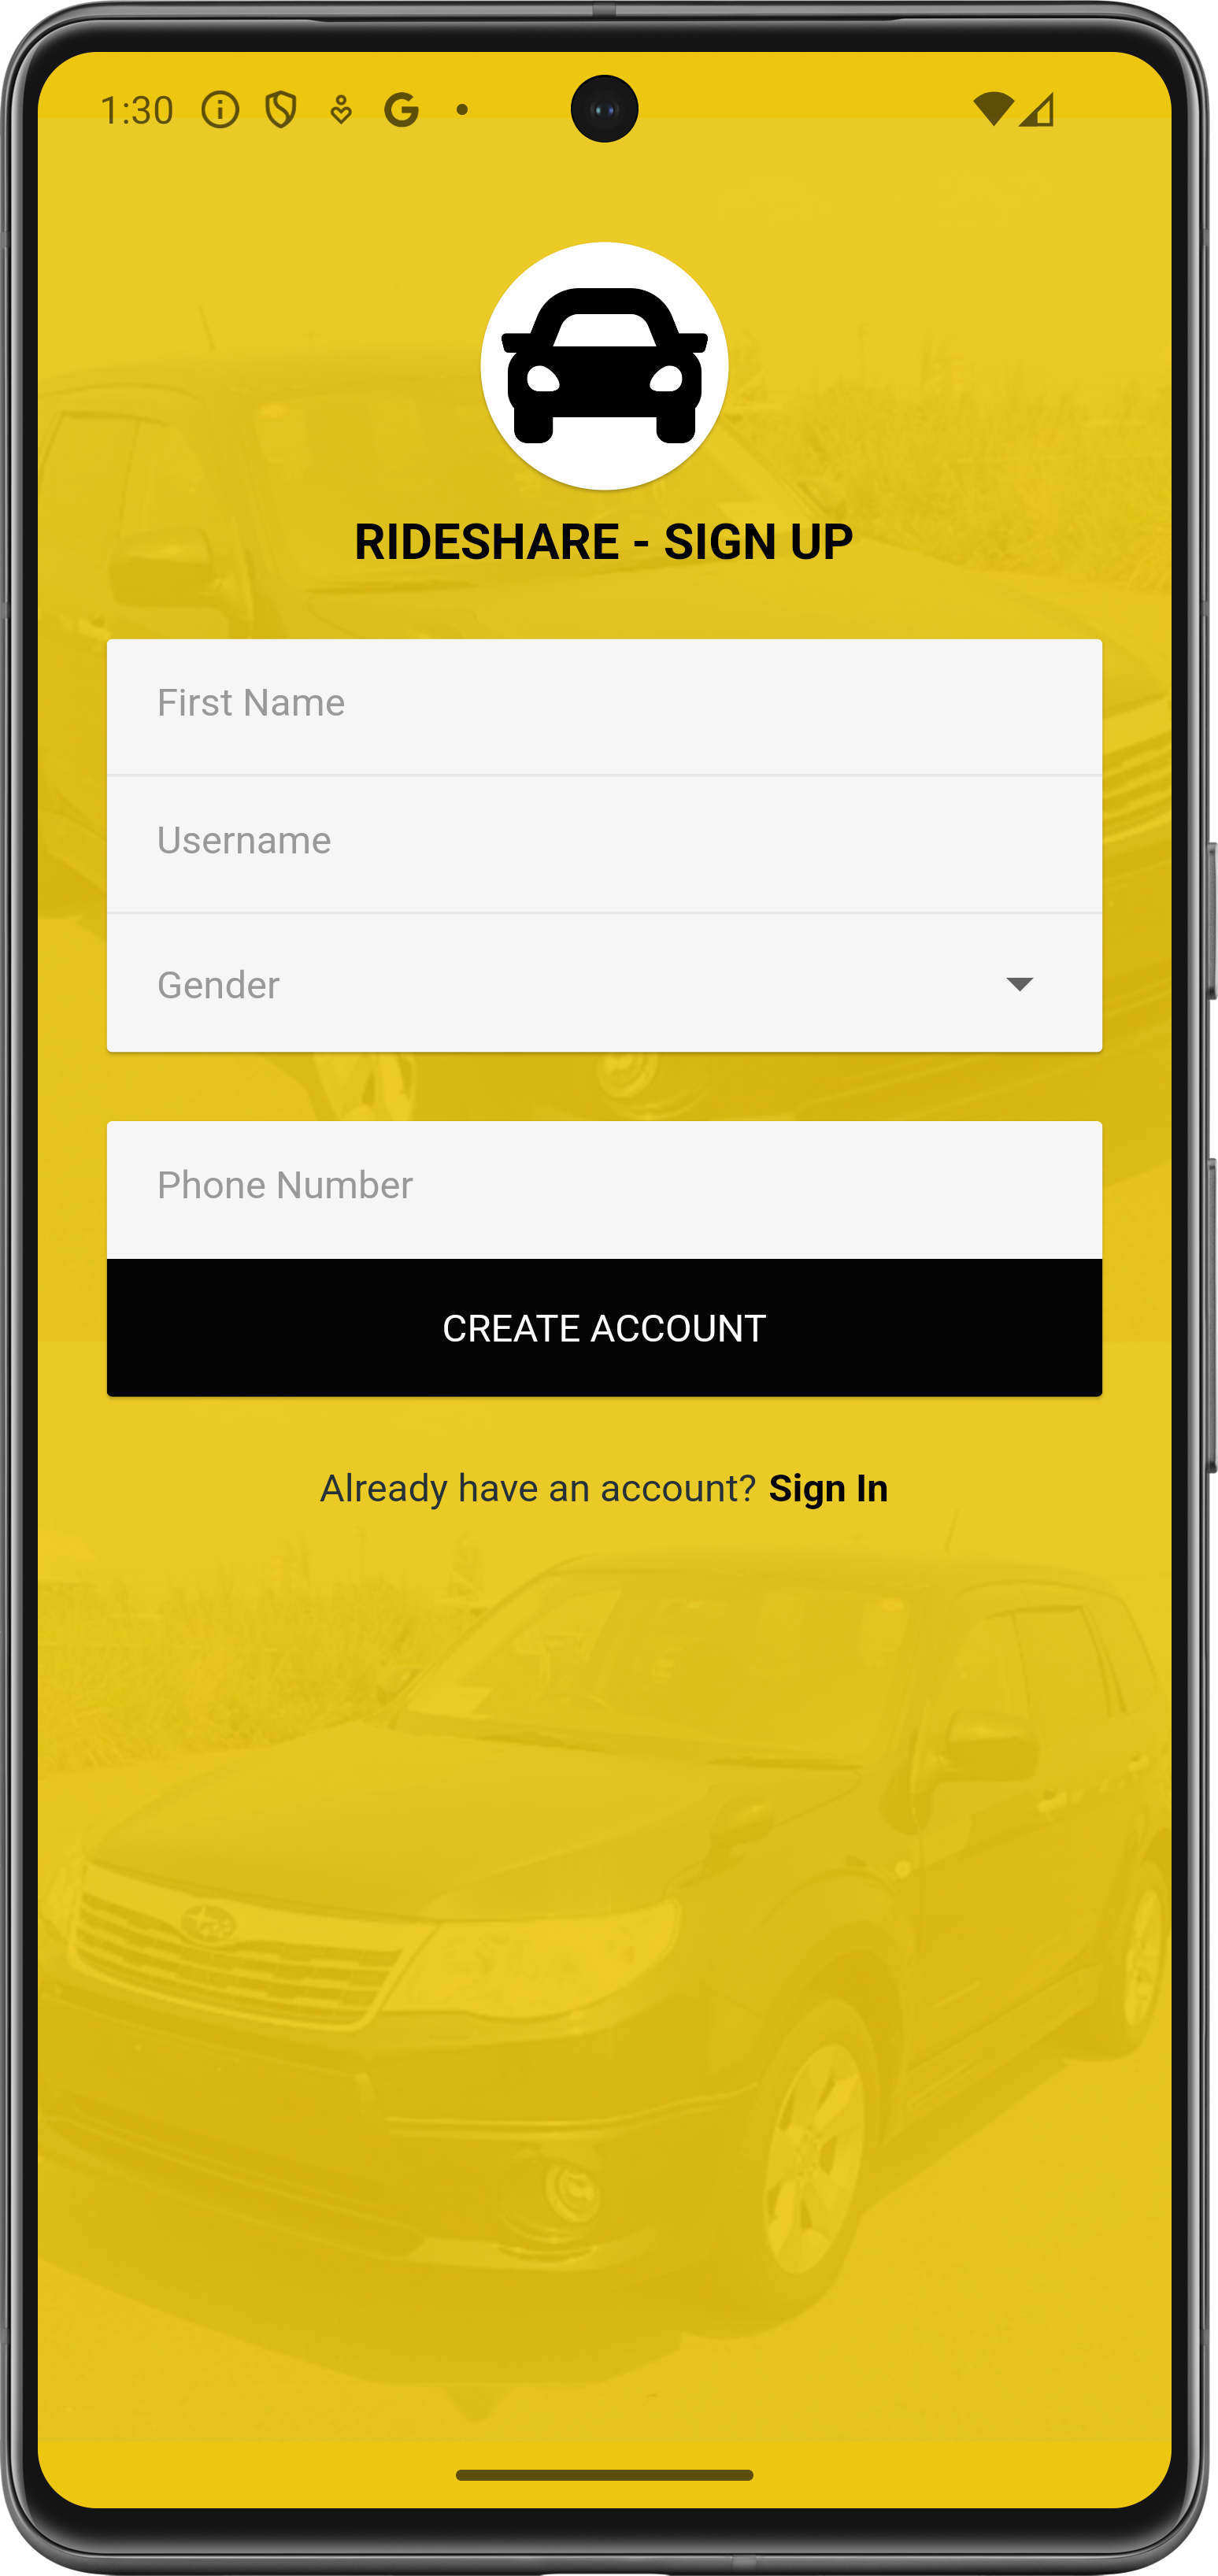 1:30
RIDESHARE - SIGN UP
First Name
Username
Gender
Phone Number
CREATE ACCOUNT
Already have an account? Sign In